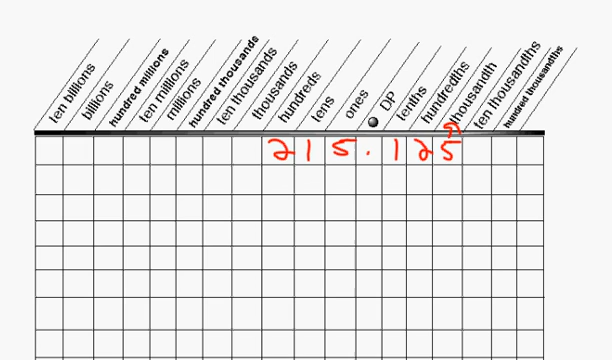 ten billions
billions
hundred millions
ten millions
millions
hundred thousands
ten thousands
thousands
hundreds
tens
ones
DP
tenths
hundredths
thousandth
ten thousandths
hundred thousandths
215.125